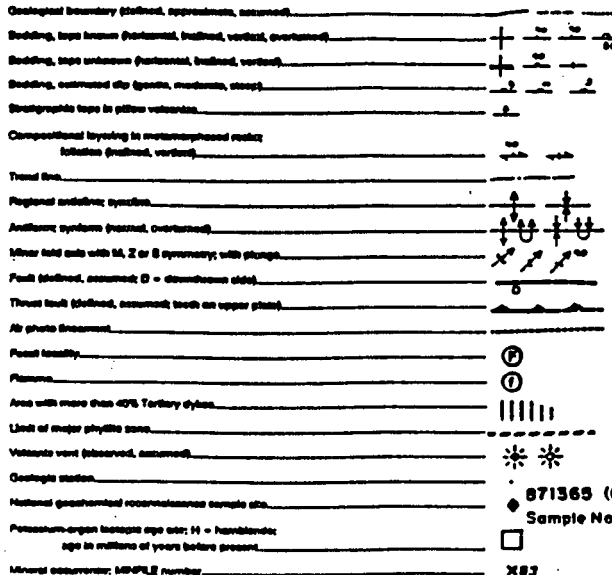 Geological boundary (defined, approximate, assumed)
Bedding, tops known (horizontal, inclined, vertical, overturned)
Bedding, tops unknown (horizontal, inclined, vertical)
Bedding, estimated dip (gentle, moderate, steep)
Stratigraphic tops in pillow volcanics
Compositional layering in metamorphosed rocks;
foliation (inclined, vertical)
Trend line
Regional anticline; syncline
Antiform; synform (normal, overturned)
Minor fold axis with M, Z or S symmetry; with plunge
Fault (defined, assumed; D = downthrown side)
D
Thrust fault (defined, assumed; teeth on upper plate)
Air photo lineament
Fossil locality
F
Fiamme
f
Area with more than 40% Tertiary dykes
Limit of major phyllite zone
Volcanic vent (observed, assumed)
Geologic station
National geochemical reconnaissance sample site
871365 (
Sample No
Potassium-argon isotopic age site; H = hornblende;
age in millions of years before present
Mineral occurrence; MINFILE number
X83